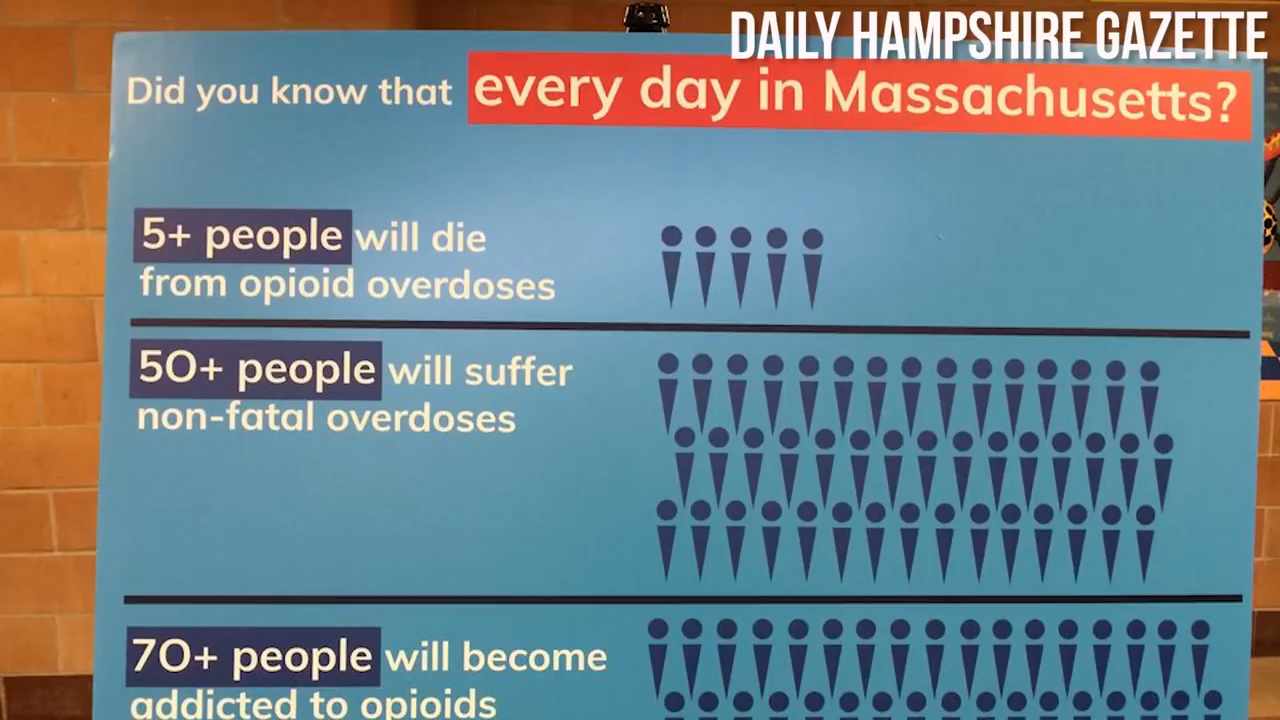 DAILY HAMPSHIRE GAZETTE
Did you know that every day in Massachusetts?
5+ people will die
from opioid overdoses
50+ people will suffer
non-fatal overdoses
70+ people will become
addicted to opioids